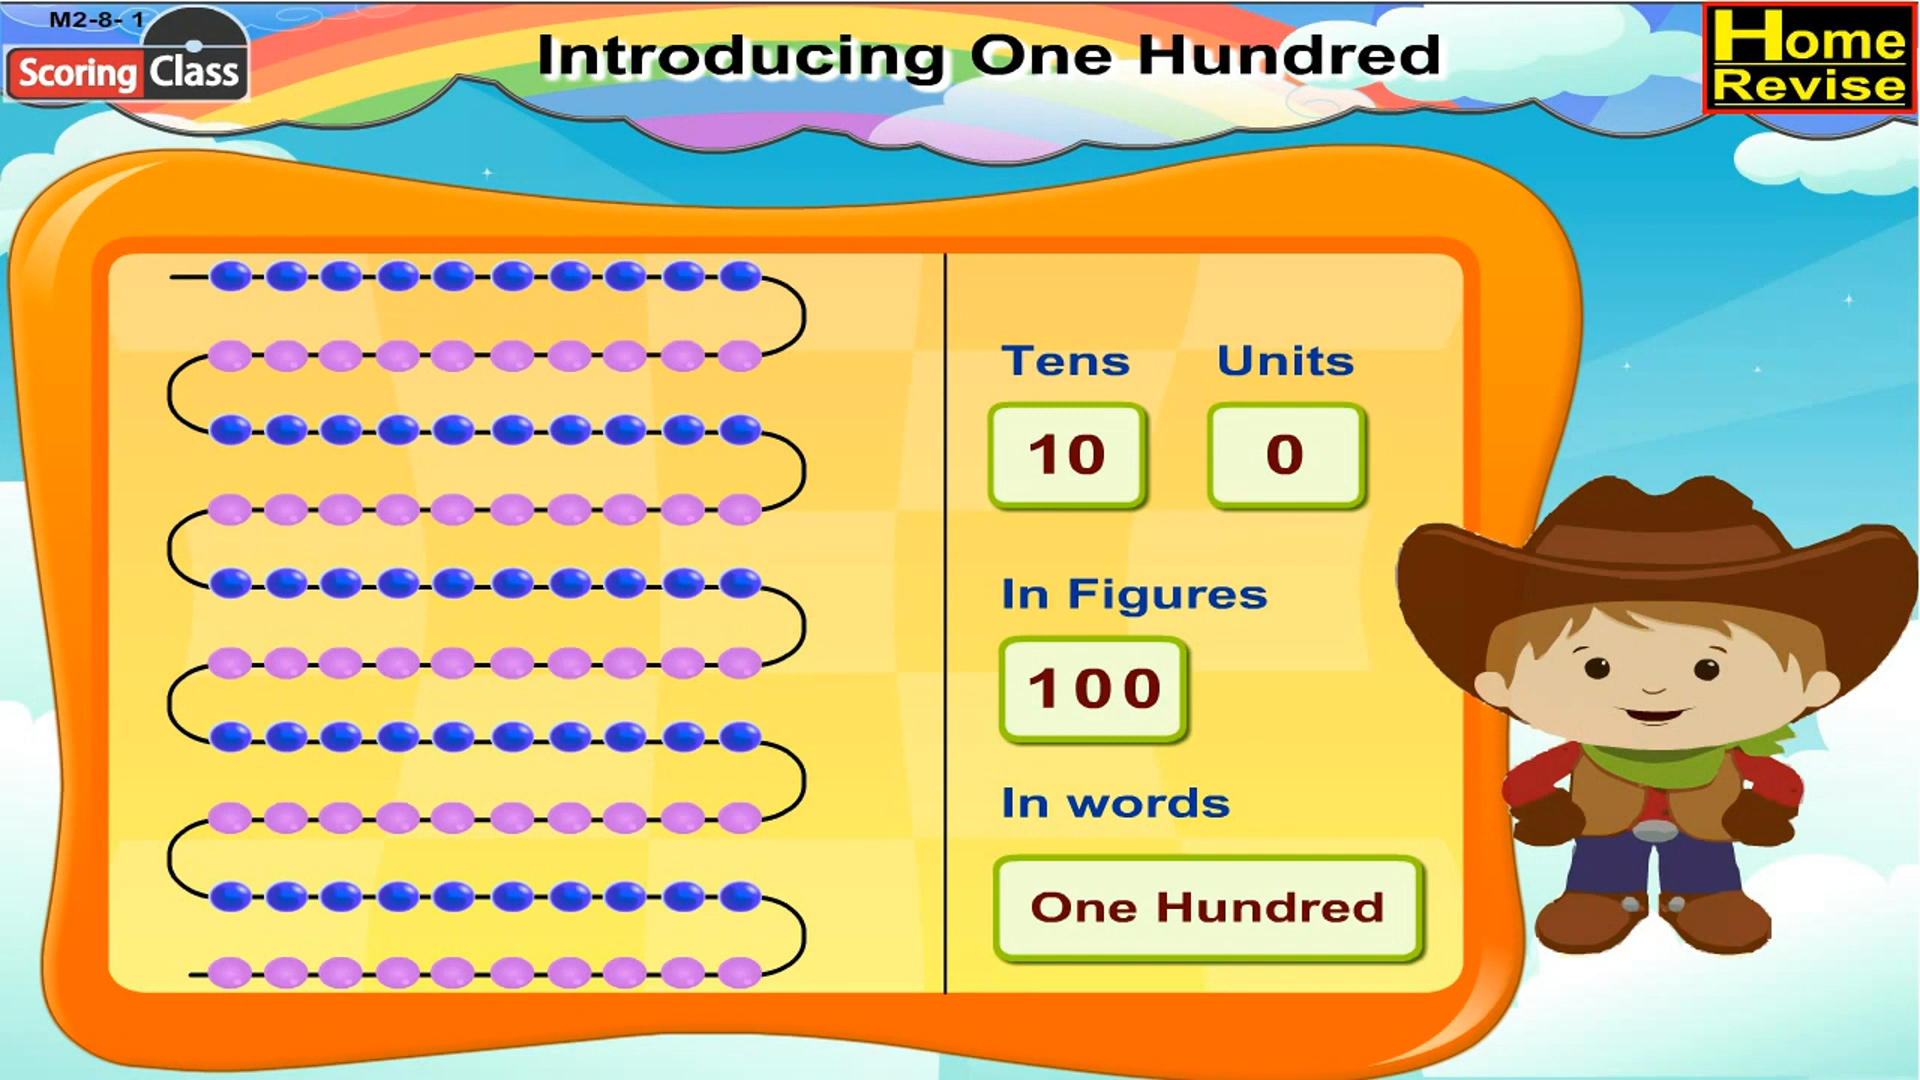 M2-8- 1
Scoring Class
Introducing One Hundred
Home
Revise
Tens Units
10 0
In Figures
100
In words
One Hundred